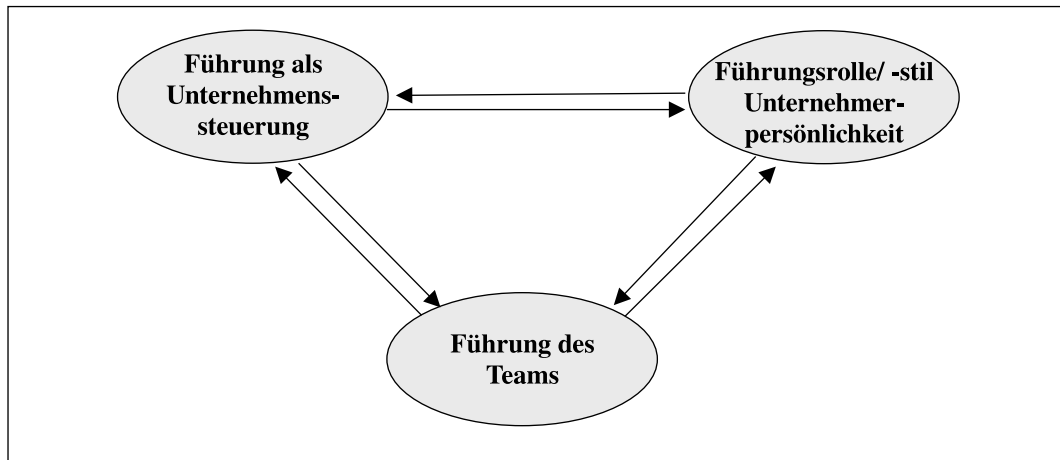 Führung als
Unternehmens-
steuerung
Führungsrolle/ -stil
Unternehmer-
persönlichkeit
Führung des
Teams